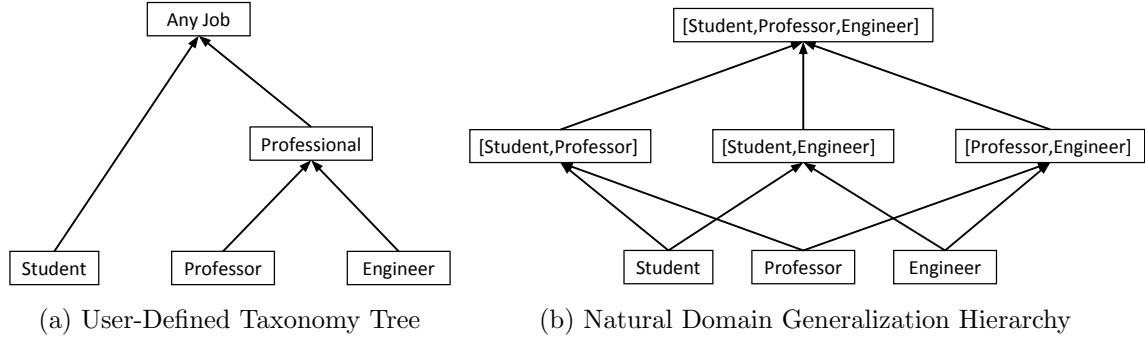 Any Job
Professional
Student
Professor
Engineer
(a) User-Defined Taxonomy Tree
[Student,Professor,Engineer]
[Student,Professor]
[Student,Engineer]
[Professor,Engineer]
Student
Professor
Engineer
(b) Natural Domain Generalization Hierarchy